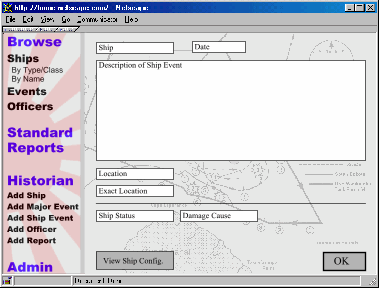 http://home.netscape.com/ - Netscape
File Edit View Go Communicator Help
Browse
Ships
By Type/Class
By Name
Events
Officers
Standard
Reports
Historian
Add Ship
Add Major Event
Add Ship Event
Add Officer
Add Report
Admin
Ship
Date
Description of Ship Event
Location
Exact Location
Ship Status
Damage Cause
View Ship Config.
OK